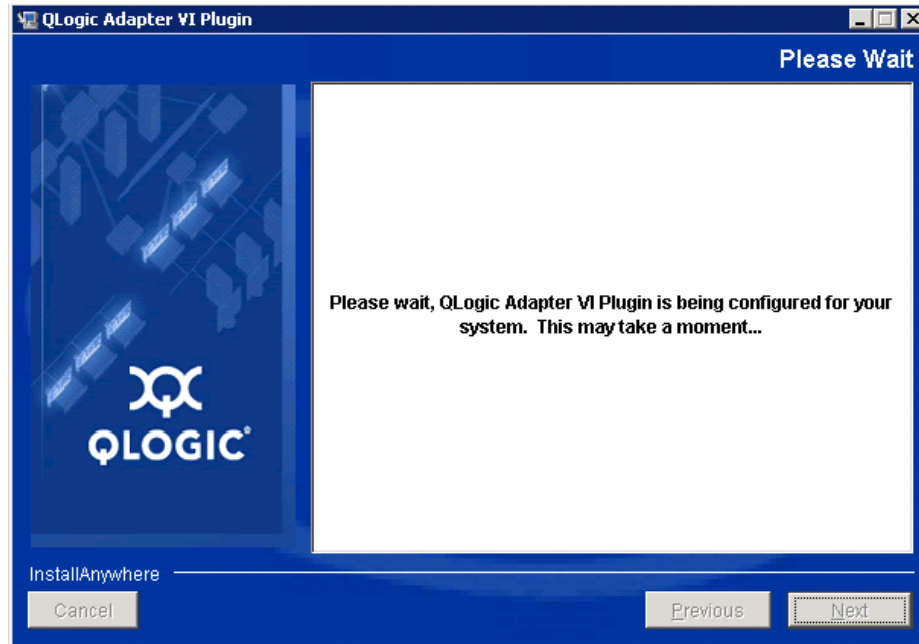 QLogic Adapter VI Plugin
Please Wait
Please wait, QLogic Adapter VI Plugin is being configured for your
system.  This may take a moment...
QLOGIC®
InstallAnywhere
Cancel
Previous
Next